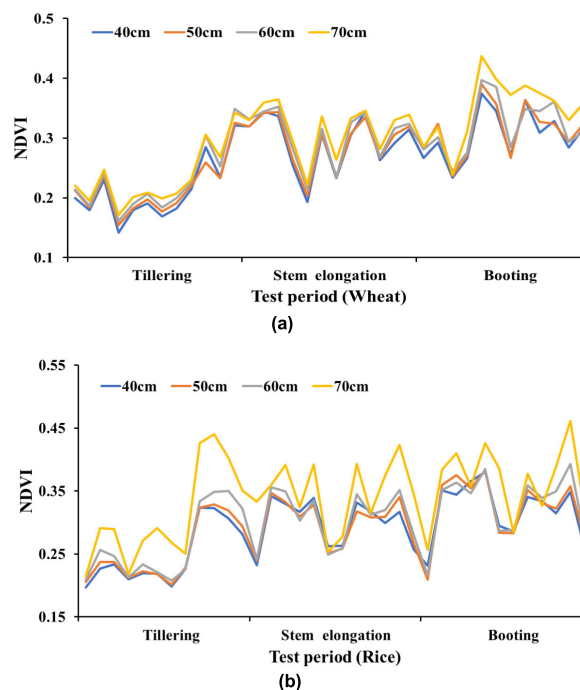 0.5
0.4
0.3
0.2
0.1
NDVI
40cm 50cm 60cm 70cm
Tillering Stem elongation Booting
Test period (Wheat)
(a)
0.55
0.45
0.35
0.25
0.15
NDVI
40cm 50cm 60cm 70cm
Tillering Stem elongation Booting
Test period (Rice)
(b)